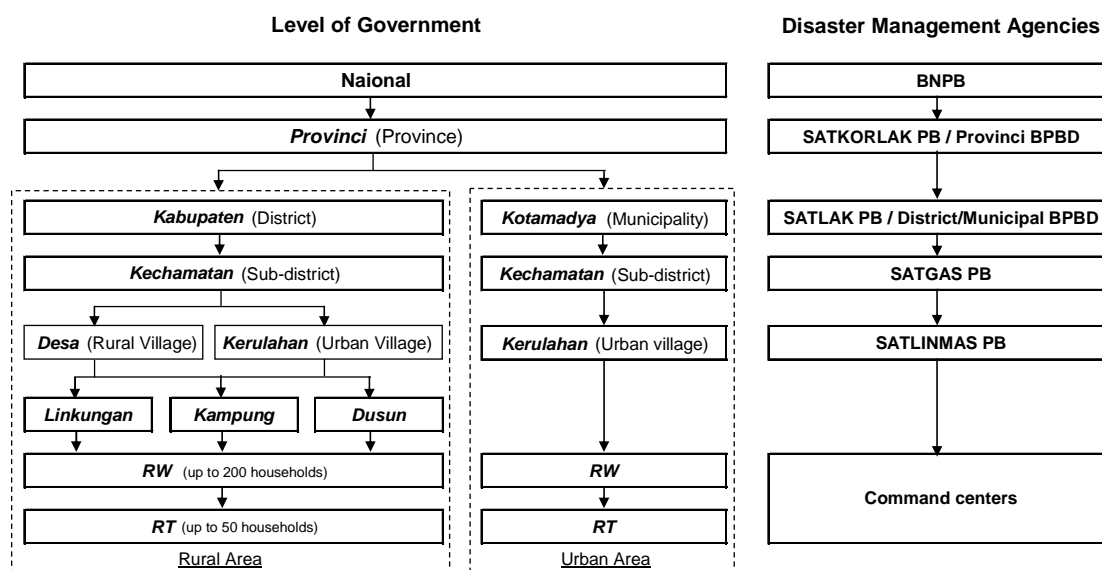 Level of Government
Disaster Management Agencies
Naional
BNPB
Provinci (Province)
SATKORLAK PB / Provinci BPBD
Kabupaten (District)
Kotamadya (Municipality)
SATLAK PB / District/Municipal BPBD
Kechamatan (Sub-district)
Kechamatan (Sub-district)
SATGAS PB
Desa (Rural Village)
Kerulahan (Urban Village)
Kerulahan (Urban village)
SATLINMAS PB
Linkungan
Kampung
Dusun
RW (up to 200 households)
RW
Command centers
RT (up to 50 households)
RT
Rural Area
Urban Area